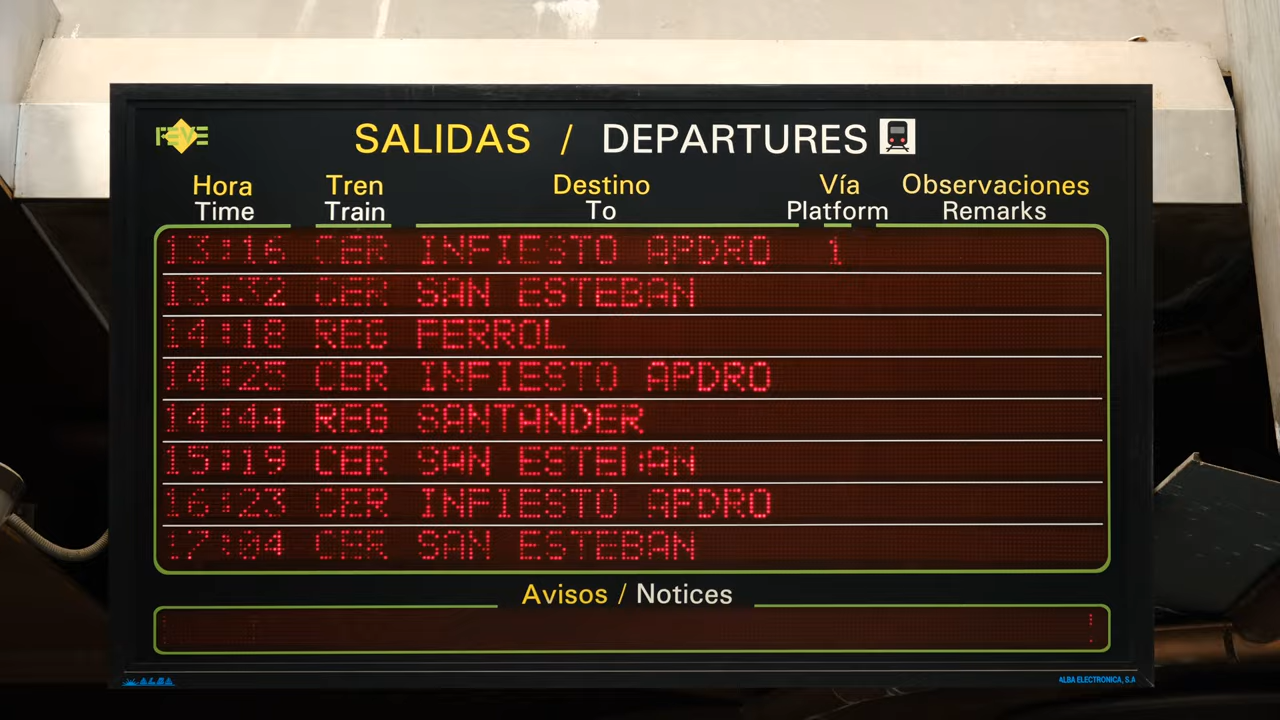 FEVE SALIDAS / DEPARTURES
Hora Tren Destino Vía Observaciones
Time Train To Platform Remarks
13:16 CER INFIESTO APDRO 1
13:32 CER SAN ESTEBAN
14:18 REG FERROL
14:25 CER INFIESTO APDRO
14:44 REG SANTANDER
15:19 CER SAN ESTEBAN
16:23 CER INFIESTO APDRO
17:04 CER SAN ESTEBAN
Avisos / Notices
ALBA ALBA ELECTRONICA, S.A